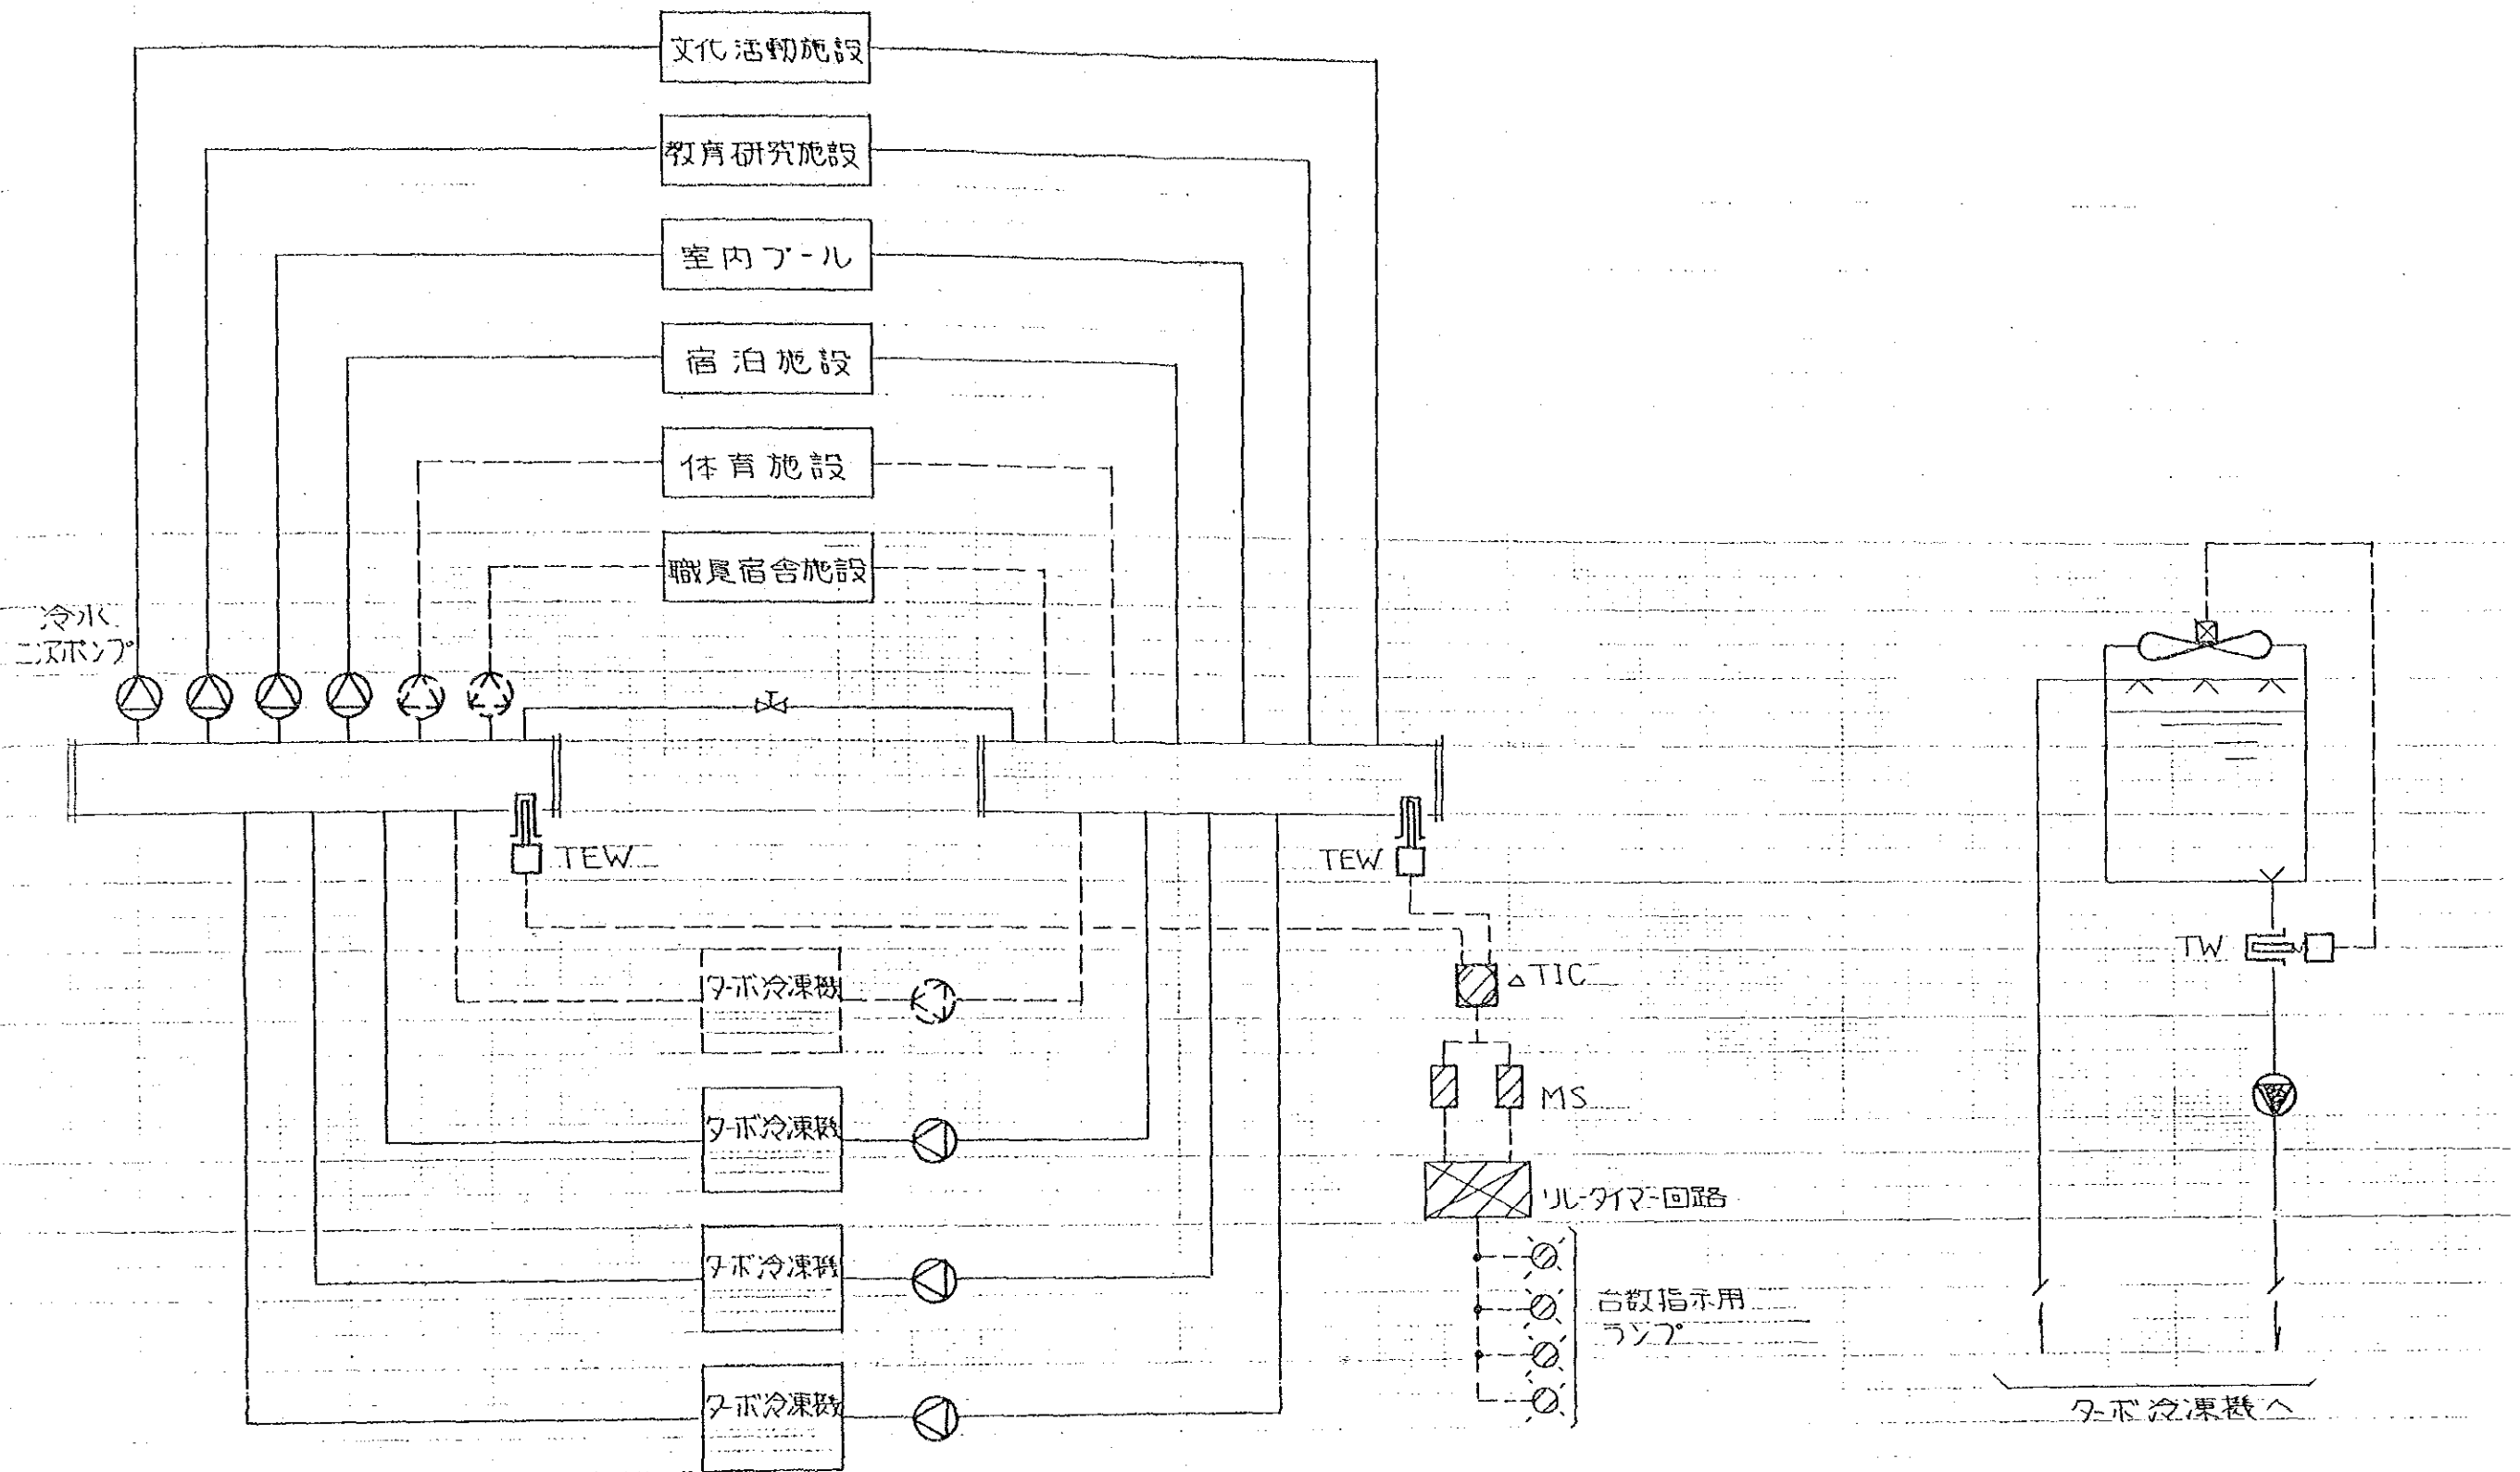 文化活動施設
教育研究施設
室内プール
宿泊施設
体育施設
職員宿舎施設
冷水
二次ポンプ
TEW
TEW
TW
ターボ冷凍機
△TIC
ターボ冷凍機
MS
リレータイマー回路
ターボ冷凍機
台数指示用
ランプ
ターボ冷凍機
ターボ冷凍機へ